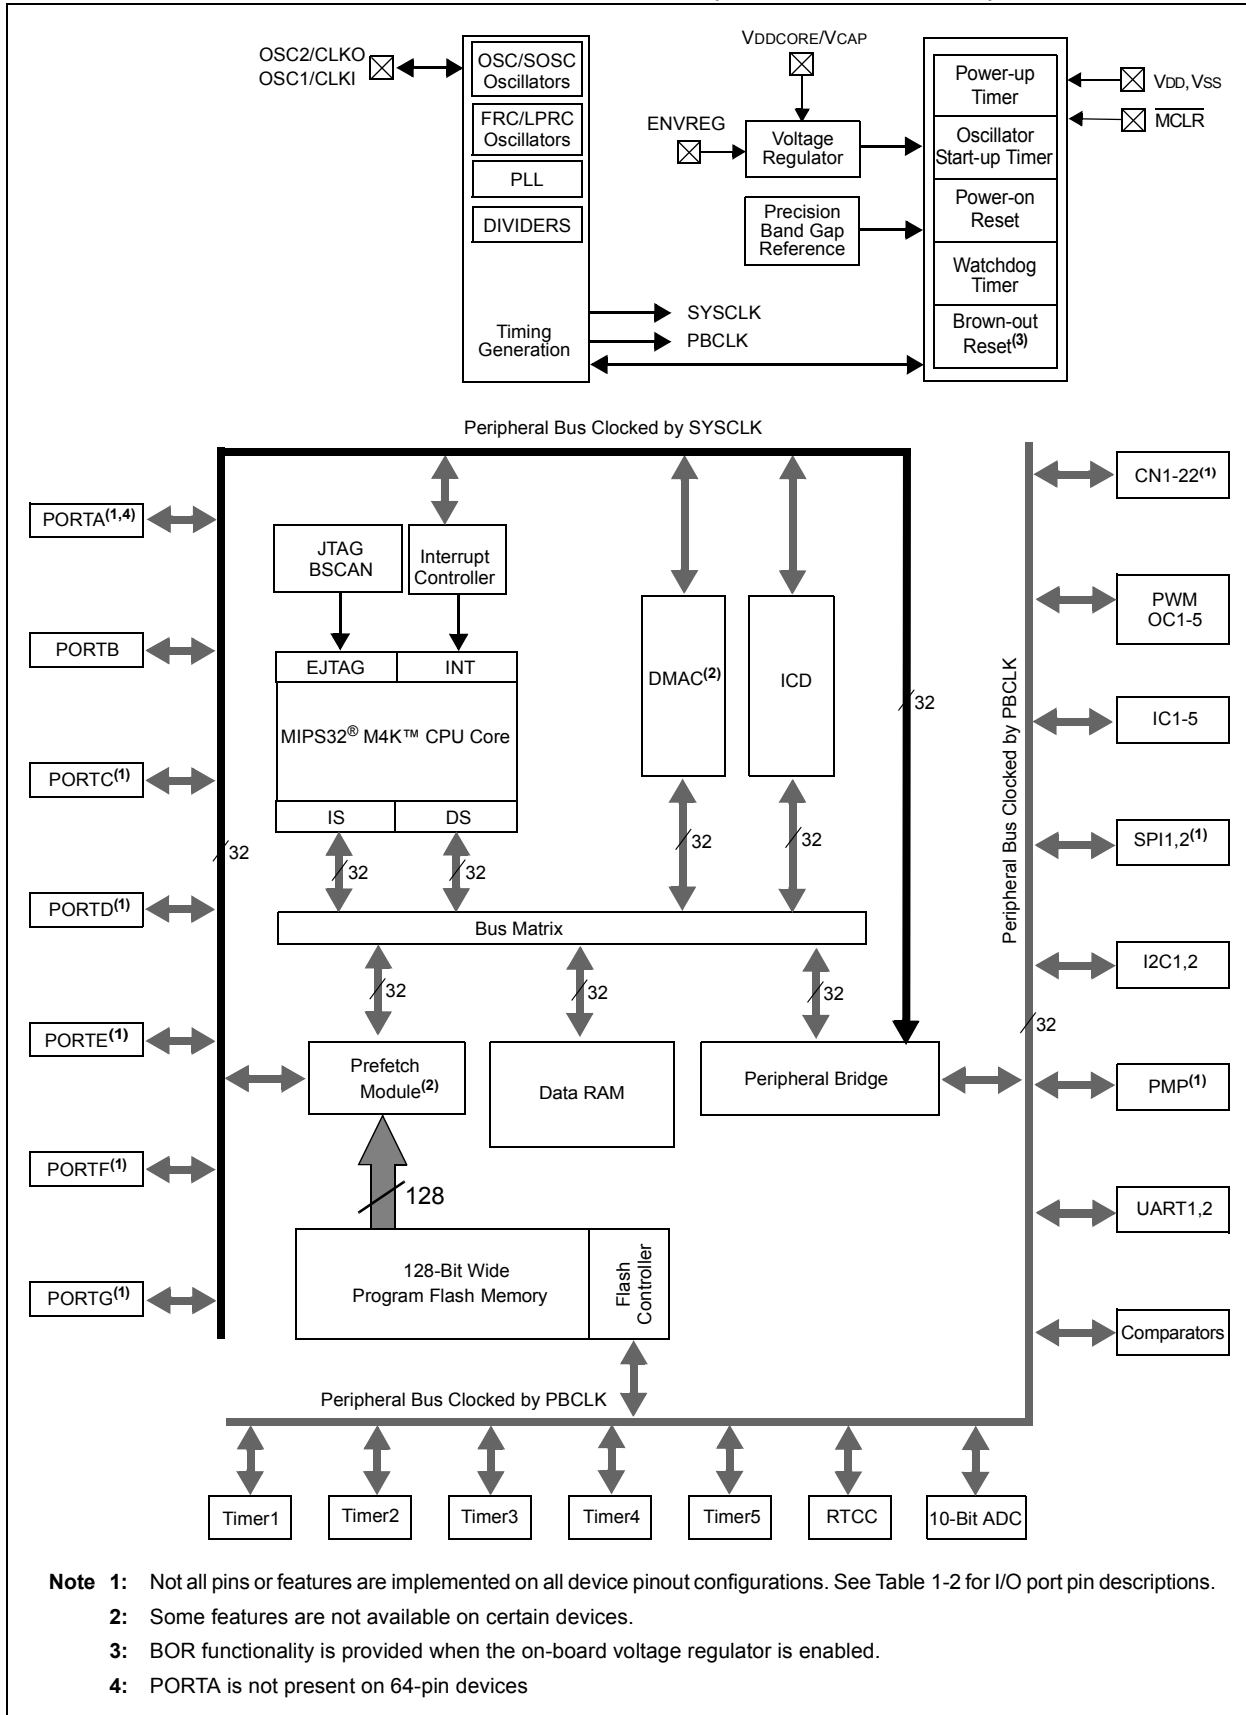 OSC2/CLKO
OSC1/CLKI
OSC/SOSC
Oscillators
FRC/LPRC
Oscillators
PLL
DIVIDERS
Timing
Generation
VDDCORE/VCAP
ENVREG
Voltage
Regulator
Precision
Band Gap
Reference
Power-up
Timer
Oscillator
Start-up Timer
Power-on
Reset
Watchdog
Timer
Brown-out
Reset(3)
VDD, VSS
MCLR
SYSCLK
PBCLK
Peripheral Bus Clocked by SYSCLK
PORTA(1,4)
PORTB
PORTC(1)
PORTD(1)
PORTE(1)
PORTF(1)
PORTG(1)
32
JTAG
BSCAN
Interrupt
Controller
EJTAG
INT
MIPS32® M4K™ CPU Core
IS
DS
32
32
DMAC(2)
ICD
32
32
32
Bus Matrix
32
32
32
Prefetch
Module(2)
Data RAM
Peripheral Bridge
128
128-Bit Wide
Program Flash Memory
Flash
Controller
Peripheral Bus Clocked by PBCLK
32
CN1-22(1)
PWM
OC1-5
IC1-5
SPI1,2(1)
I2C1,2
PMP(1)
UART1,2
Comparators
Peripheral Bus Clocked by PBCLK
Timer1
Timer2
Timer3
Timer4
Timer5
RTCC
10-Bit ADC
Note 1: Not all pins or features are implemented on all device pinout configurations. See Table 1-2 for I/O port pin descriptions.
2: Some features are not available on certain devices.
3: BOR functionality is provided when the on-board voltage regulator is enabled.
4: PORTA is not present on 64-pin devices